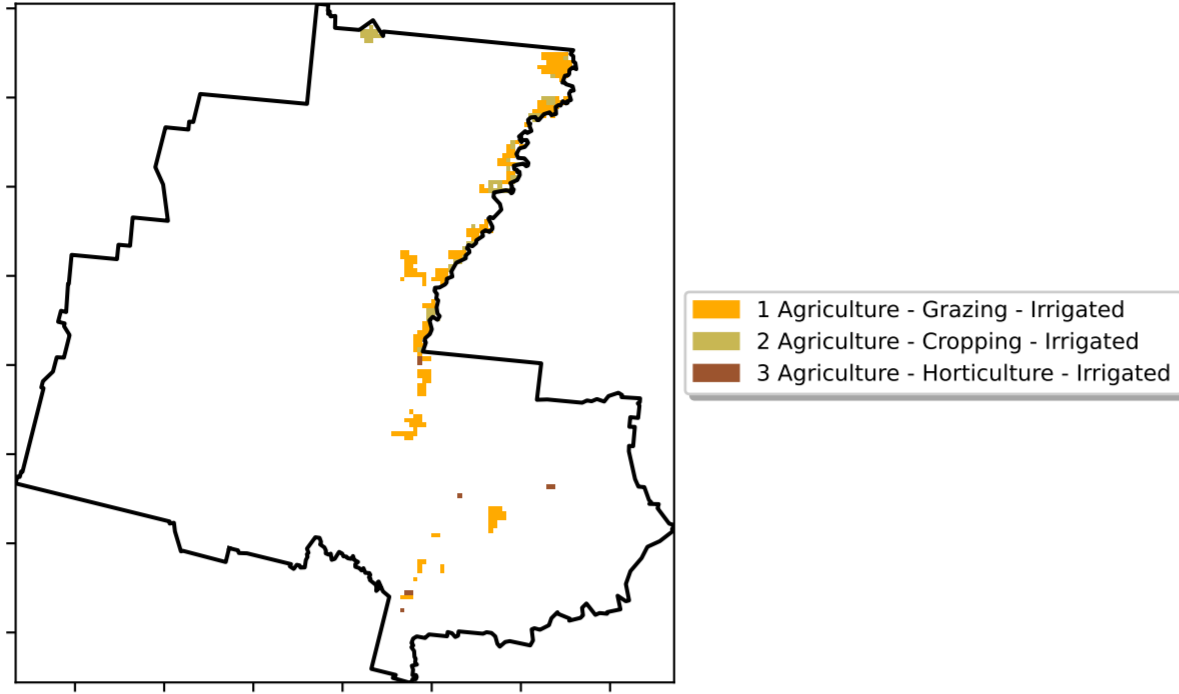 1 Agriculture - Grazing - Irrigated
2 Agriculture - Cropping - Irrigated
3 Agriculture - Horticulture - Irrigated